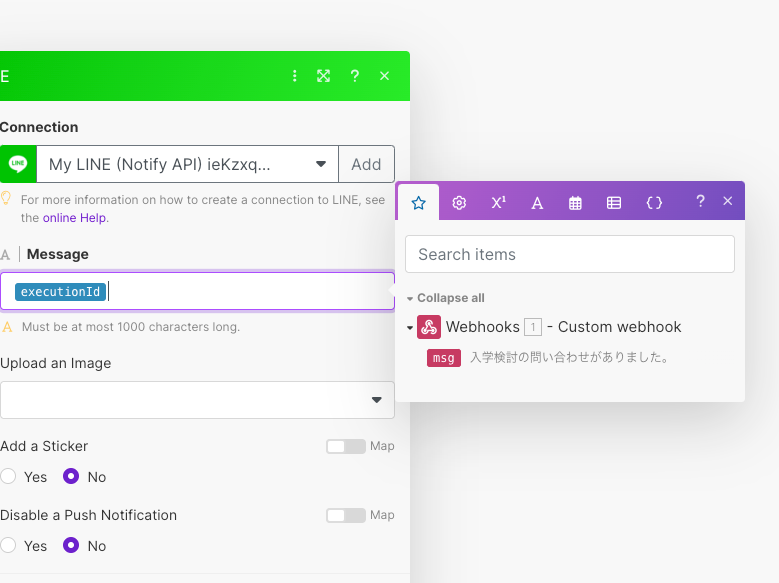 E
?
Connection
LINE
My LINE (Notify API) ieKzxq...
Add
For more information on how to create a connection to LINE, see
the online Help.
A Message
executionId
A Must be at most 1000 characters long.
Upload an Image
Add a Sticker
Map
Yes No
Disable a Push Notification
Map
Yes No
X¹ A { } ?
Search items
Collapse all
Webhooks 1 - Custom webhook
msg 入学検討の問い合わせがありました。